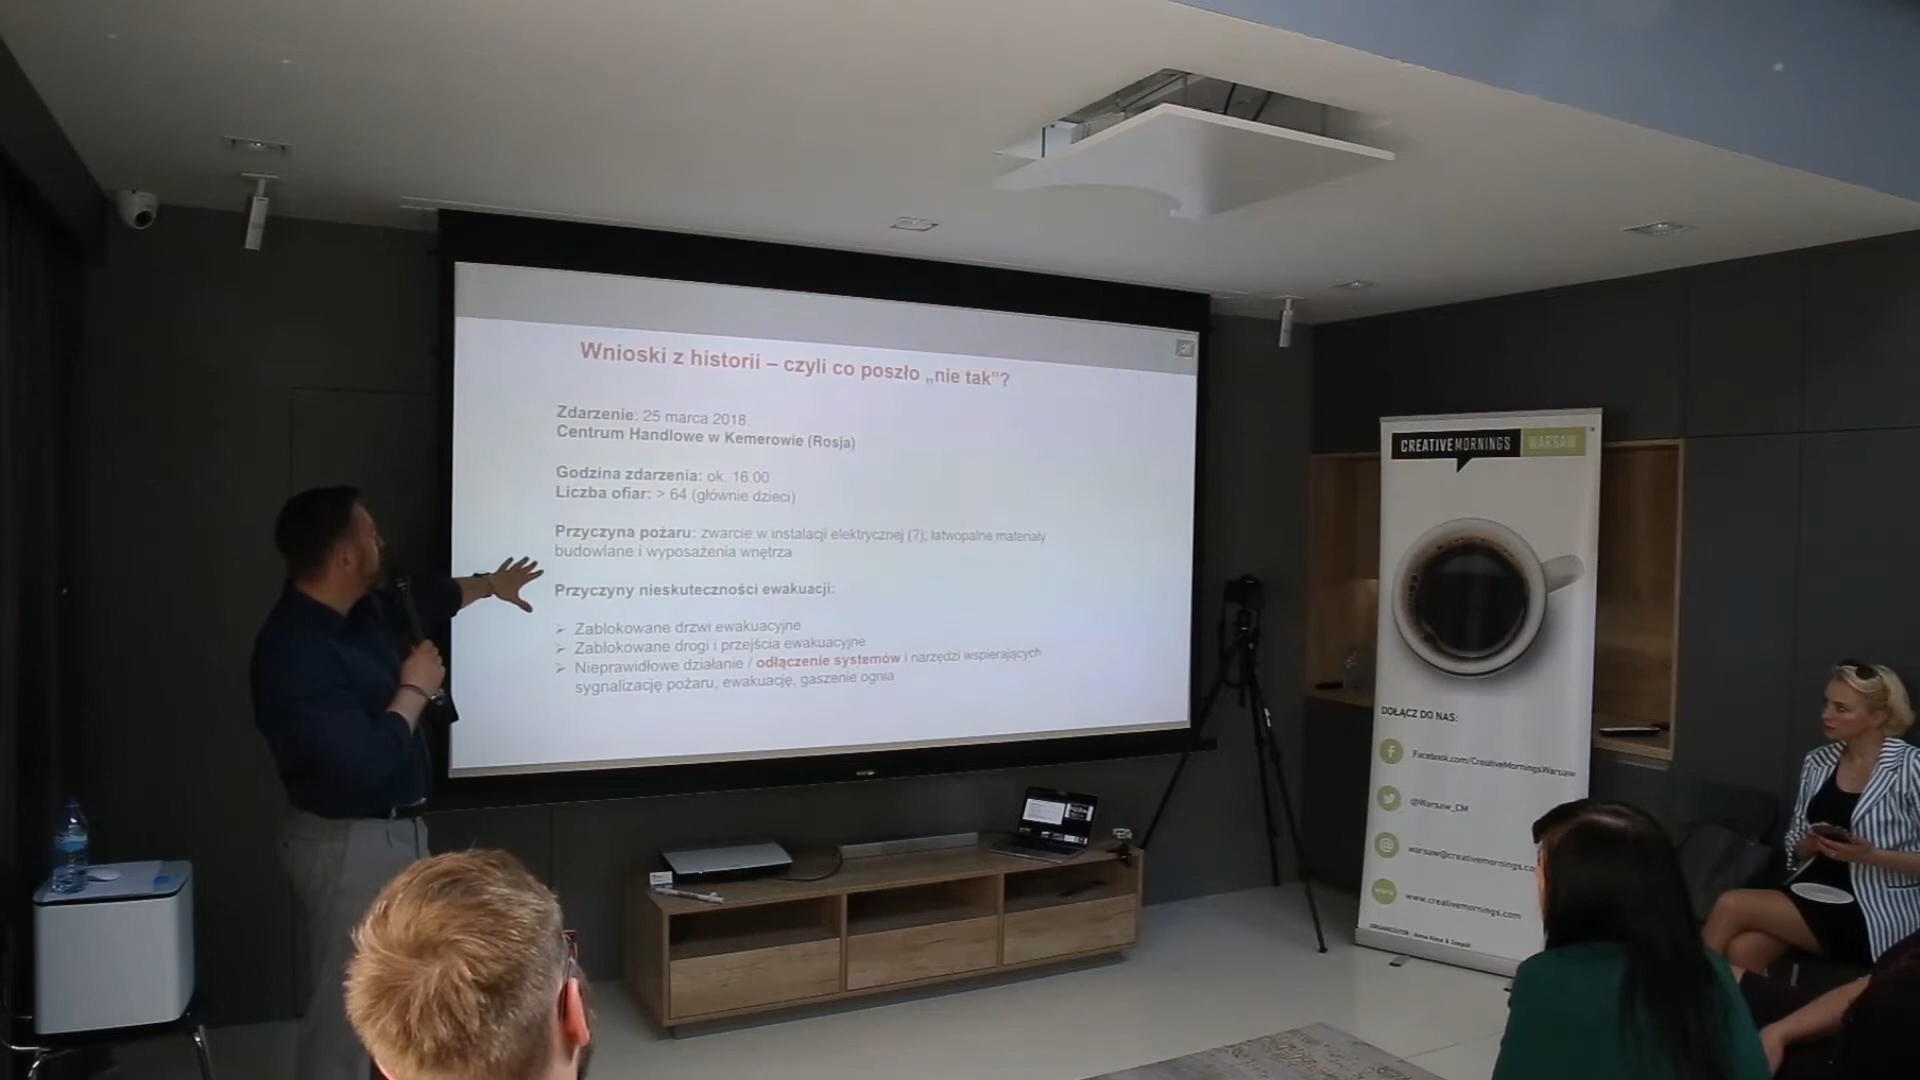 Wnioski z historii – czyli co poszło „nie tak"?
Zdarzenie: 25 marca 2018.
Centrum Handlowe w Kemerowie (Rosja)
Godzina zdarzenia: ok. 16.00
Liczba ofiar: > 64 (głównie dzieci)
Przyczyna pożaru: zwarcie w instalacji elektrycznej (?); łatwopalne materiały
budowlane i wyposażenia wnętrza
Przyczyny nieskuteczności ewakuacji:
➢ Zablokowane drzwi ewakuacyjne
➢ Zablokowane drogi i przejścia ewakuacyjne
➢ Nieprawidłowe działanie / odłączenie systemów i narzędzi wspierających
sygnalizację pożaru, ewakuację, gaszenie ognia
CREATIVEMORNINGS WARSAW
DOŁĄCZ DO NAS:
Facebook.com/CreativeMorningsWarsaw
@Warsaw_CM
warsaw@creativemornings.co
www.creativemornings.com